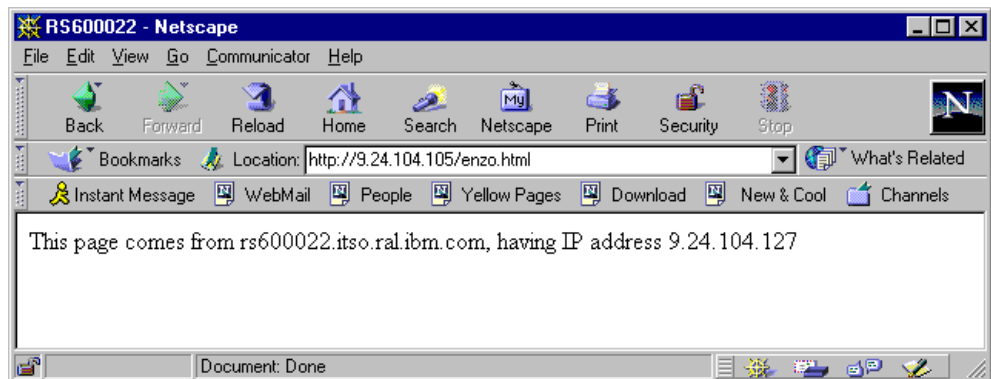 RS600022 - Netscape
File Edit View Go Communicator Help
My N
Back Forward Reload Home Search Netscape Print Security Stop
Bookmarks Location: http://9.24.104.105/enzo.html What's Related
Instant Message WebMail People Yellow Pages Download New & Cool Channels
This page comes from rs600022.itso.ral.ibm.com, having IP address 9.24.104.127
Document: Done